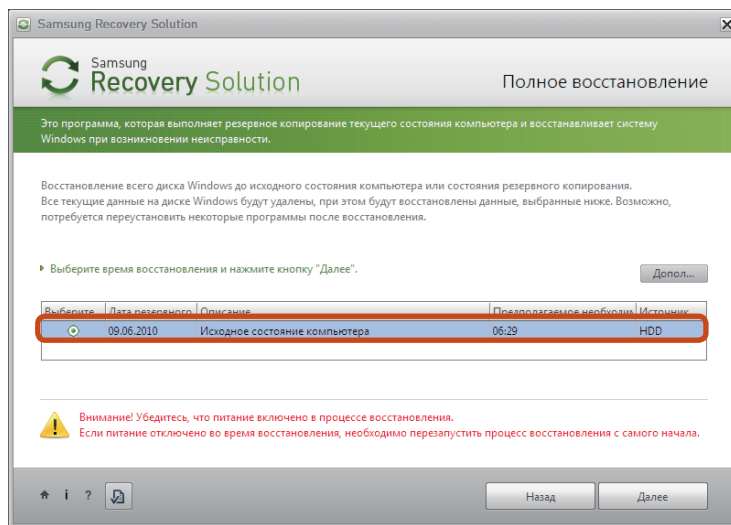 Samsung Recovery Solution
Samsung
Recovery Solution
Полное восстановление
Это программа, которая выполняет резервное копирование текущего состояния компьютера и восстанавливает систему
Windows при возникновении неисправности.
Восстановление всего диска Windows до исходного состояния компьютера или состояния резервного копирования.
Все текущие данные на диске Windows будут удалены, при этом будут восстановлены данные, выбранные ниже. Возможно,
потребуется переустановить некоторые программы после восстановления.
Выберите время восстановления и нажмите кнопку "Далее".
Допол...
Выберите Дата резервного Описание Предполагаемое необходим Источник
09.06.2010 Исходное состояние компьютера 06:29 HDD
Внимание! Убедитесь, что питание включено в процессе восстановления.
Если питание отключено во время восстановления, необходимо перезапустить процесс восстановления с самого начала.
i ? Назад Далее